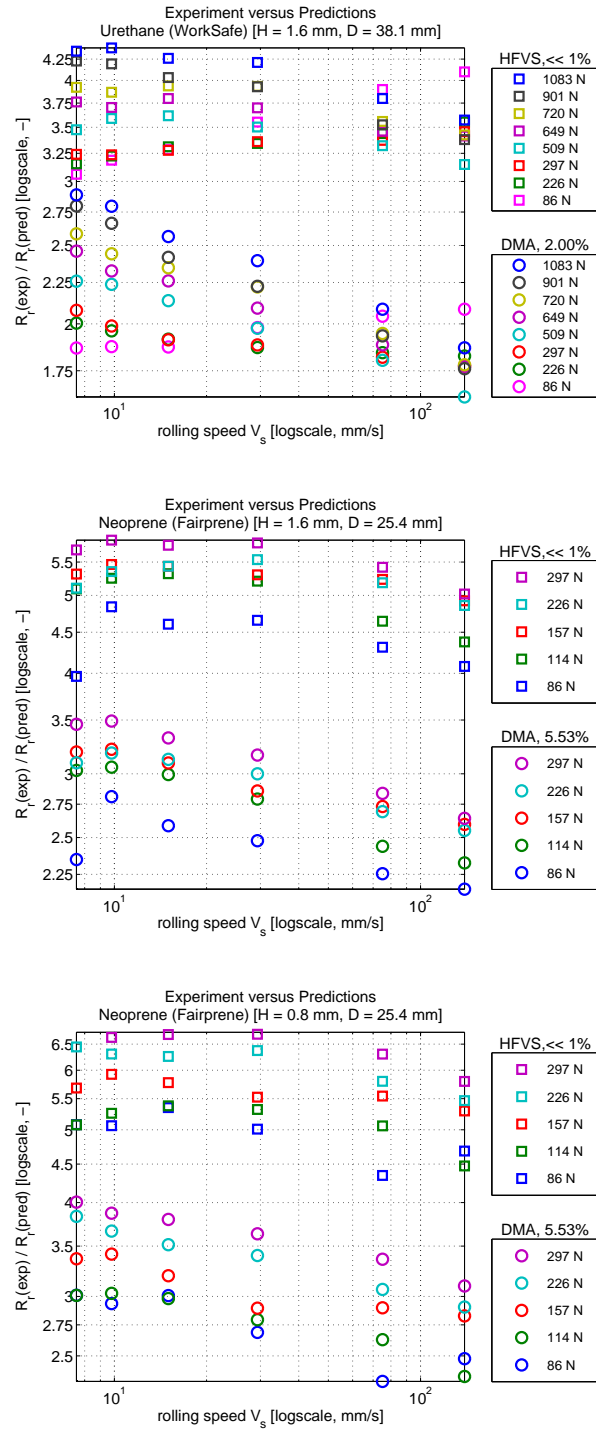 Experiment versus Predictions
Urethane (WorkSafe) [H = 1.6 mm, D = 38.1 mm]
4.25
4
3.75
3.5
3.25
3
2.75
2.5
2.25
2
1.75
R_r(exp) / R_r(pred) [logscale, −]
10^1
10^2
rolling speed V_s [logscale, mm/s]
HFVS,<< 1%
1083 N
901 N
720 N
649 N
509 N
297 N
226 N
86 N
DMA, 2.00%
1083 N
901 N
720 N
649 N
509 N
297 N
226 N
86 N
Experiment versus Predictions
Neoprene (Fairprene) [H = 1.6 mm, D = 25.4 mm]
5.5
5
4.5
4
3.5
3
2.75
2.5
2.25
R_r(exp) / R_r(pred) [logscale, −]
10^1
10^2
rolling speed V_s [logscale, mm/s]
HFVS,<< 1%
297 N
226 N
157 N
114 N
86 N
DMA, 5.53%
297 N
226 N
157 N
114 N
86 N
Experiment versus Predictions
Neoprene (Fairprene) [H = 0.8 mm, D = 25.4 mm]
6.5
6
5.5
5
4.5
4
3.5
3
2.75
2.5
R_r(exp) / R_r(pred) [logscale, −]
10^1
10^2
rolling speed V_s [logscale, mm/s]
HFVS,<< 1%
297 N
226 N
157 N
114 N
86 N
DMA, 5.53%
297 N
226 N
157 N
114 N
86 N